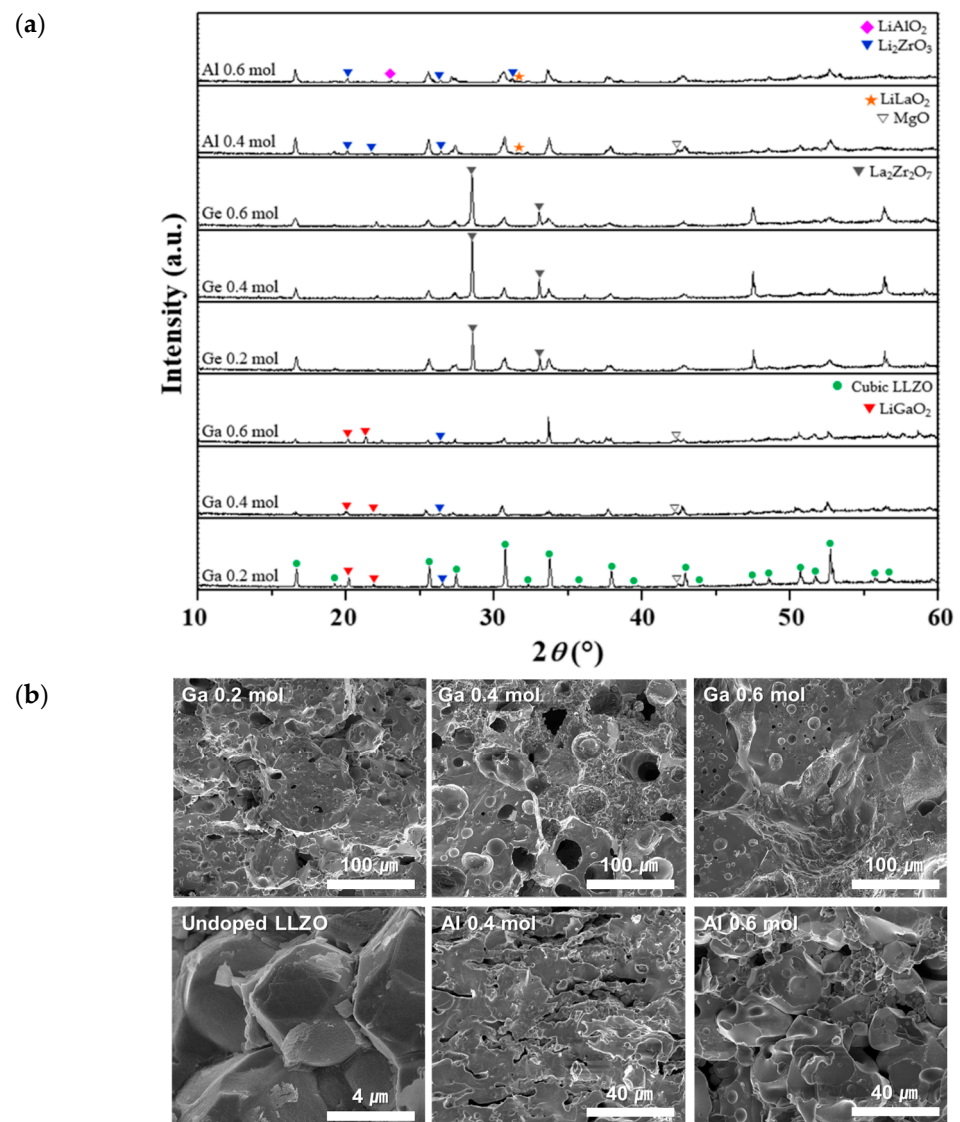 (a)
LiAlO₂
Li₂ZrO₃
Al 0.6 mol
LiLaO₂
MgO
Al 0.4 mol
La₂Zr₂O₇
Ge 0.6 mol
Ge 0.4 mol
Ge 0.2 mol
Cubic LLZO
LiGaO₂
Ga 0.6 mol
Ga 0.4 mol
Ga 0.2 mol
Intensity (a.u.)
10 20 30 40 50 60
2θ (°)
(b)
Ga 0.2 mol Ga 0.4 mol Ga 0.6 mol
100 ㎛ 100 ㎛ 100 ㎛
Undoped LLZO Al 0.4 mol Al 0.6 mol
4 ㎛ 40 ㎛ 40 ㎛